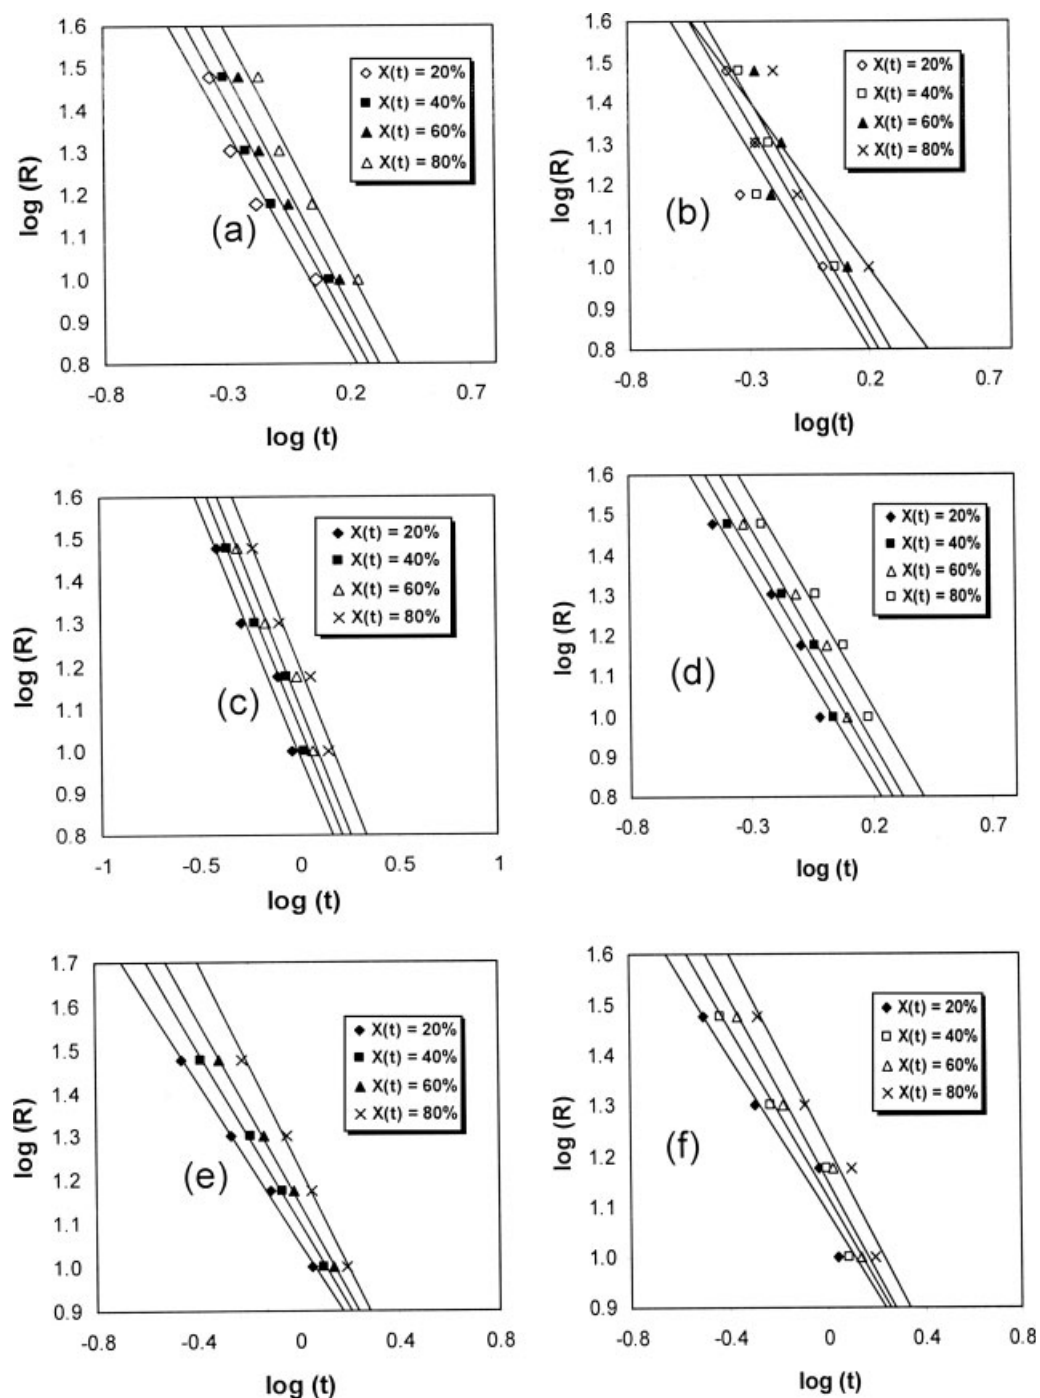 1.6
1.5
1.4
1.3
1.2
1.1
1.0
0.9
0.8
log (R)
X(t) = 20%
X(t) = 40%
X(t) = 60%
X(t) = 80%
(a)
-0.8
-0.3
0.2
0.7
log (t)
1.6
1.5
1.4
1.3
1.2
1.1
1.0
0.9
0.8
log(R)
X(t) = 20%
X(t) = 40%
X(t) = 60%
X(t) = 80%
(b)
-0.8
-0.3
0.2
0.7
log(t)
1.6
1.5
1.4
1.3
1.2
1.1
1.0
0.9
0.8
log (R)
X(t) = 20%
X(t) = 40%
X(t) = 60%
X(t) = 80%
(c)
-1
-0.5
0
0.5
1
log (t)
1.6
1.5
1.4
1.3
1.2
1.1
1.0
0.9
0.8
log (R)
X(t) = 20%
X(t) = 40%
X(t) = 60%
X(t) = 80%
(d)
-0.8
-0.3
0.2
0.7
log (t)
1.7
1.6
1.5
1.4
1.3
1.2
1.1
1.0
0.9
log (R)
X(t) = 20%
X(t) = 40%
X(t) = 60%
X(t) = 80%
(e)
-0.8
-0.4
0
0.4
0.8
log (t)
1.6
1.5
1.4
1.3
1.2
1.1
1.0
0.9
log (R)
X(t) = 20%
X(t) = 40%
X(t) = 60%
X(t) = 80%
(f)
-0.8
-0.4
0
0.4
0.8
log (t)